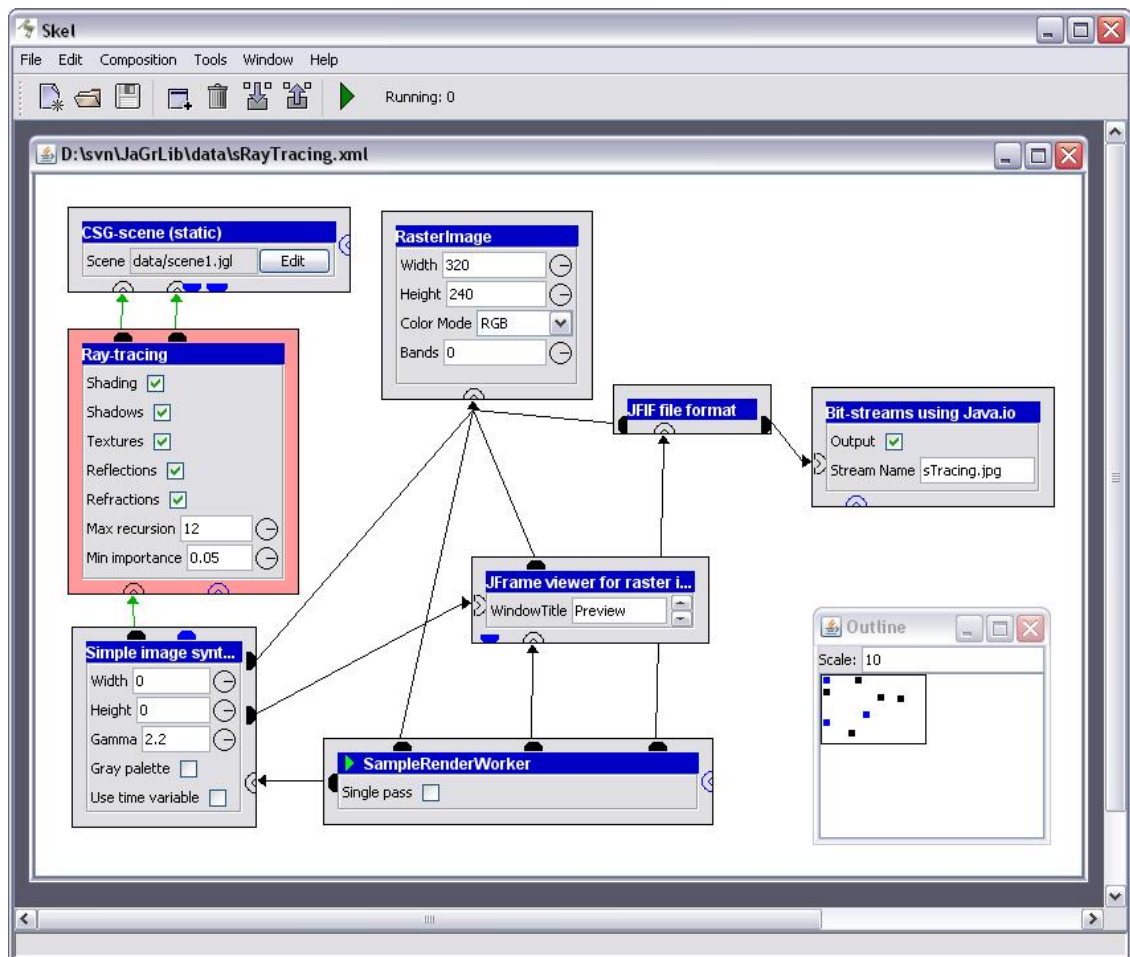 Skel
File Edit Composition Tools Window Help
Running: 0
D:\svn\JaGrLib\data\sRayTracing.xml
CSG-scene (static)
Scene data/scene1.jgl Edit
RasterImage
Width 320
Height 240
Color Mode RGB
Bands 0
Ray-tracing
Shading
Shadows
Textures
Reflections
Refractions
Max recursion 12
Min importance 0.05
JFIF file format
Bit-streams using Java.io
Output
Stream Name sTracing.jpg
JFrame viewer for raster i...
WindowTitle Preview
Simple image synt...
Width 0
Height 0
Gamma 2.2
Gray palette
Use time variable
SampleRenderWorker
Single pass
Outline
Scale: 10